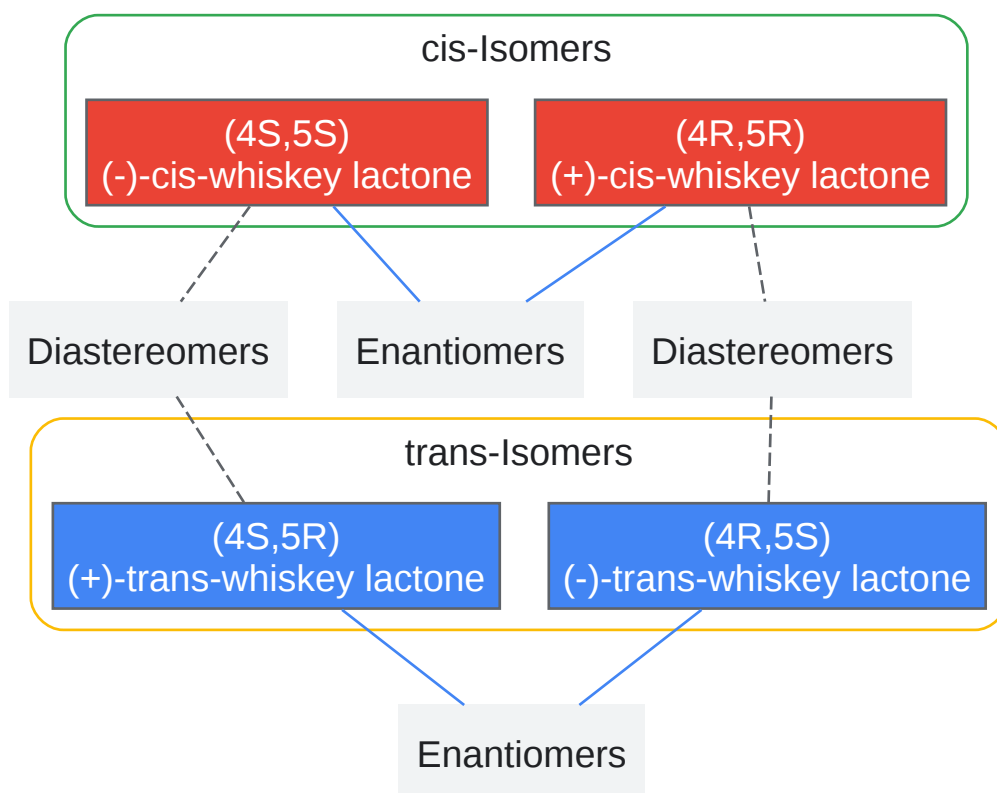 cis-Isomers
(4S,5S)
(-)-cis-whiskey lactone
(4R,5R)
(+)-cis-whiskey lactone
Diastereomers
Enantiomers
Diastereomers
trans-Isomers
(4S,5R)
(+)-trans-whiskey lactone
(4R,5S)
(-)-trans-whiskey lactone
Enantiomers